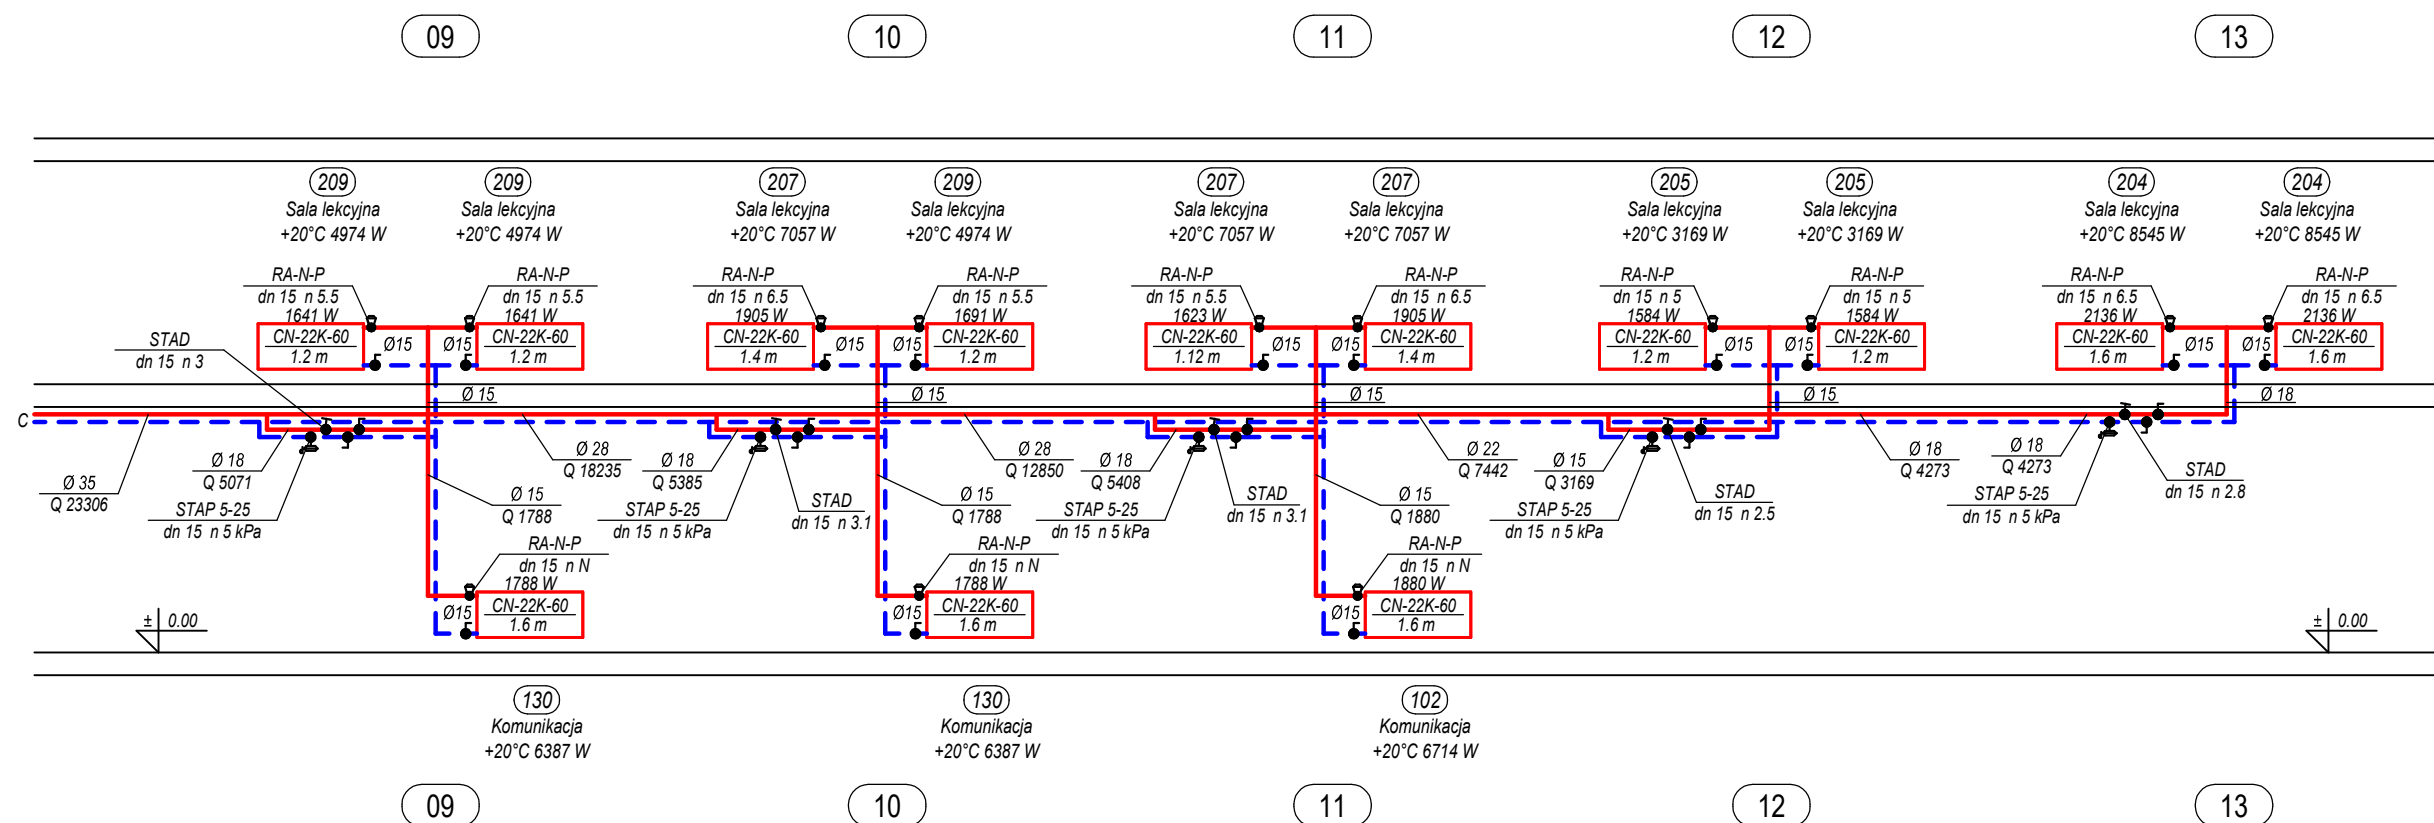 09
10
11
12
13
209
209
207
209
207
207
205
205
204
204
Sala lekcyjna
Sala lekcyjna
Sala lekcyjna
Sala lekcyjna
Sala lekcyjna
Sala lekcyjna
Sala lekcyjna
Sala lekcyjna
Sala lekcyjna
Sala lekcyjna
+20°C 4974 W
+20°C 4974 W
+20°C 7057 W
+20°C 4974 W
+20°C 7057 W
+20°C 7057 W
+20°C 3169 W
+20°C 3169 W
+20°C 8545 W
+20°C 8545 W
RA-N-P
RA-N-P
RA-N-P
RA-N-P
RA-N-P
RA-N-P
RA-N-P
RA-N-P
RA-N-P
RA-N-P
dn 15 n 5.5
dn 15 n 5.5
dn 15 n 6.5
dn 15 n 5.5
dn 15 n 5.5
dn 15 n 6.5
dn 15 n 5
dn 15 n 5
dn 15 n 6.5
dn 15 n 6.5
1641 W
1641 W
1905 W
1691 W
1623 W
1905 W
1584 W
1584 W
2136 W
2136 W
CN-22K-60
CN-22K-60
CN-22K-60
CN-22K-60
CN-22K-60
CN-22K-60
CN-22K-60
CN-22K-60
CN-22K-60
CN-22K-60
1.2 m
Ø15
Ø15
1.2 m
1.4 m
Ø15
Ø15
1.2 m
1.12 m
Ø15
Ø15
1.4 m
1.2 m
Ø15
Ø15
1.2 m
1.6 m
Ø15
Ø15
1.6 m
STAD
dn 15 n 3
Ø 15
Ø 15
Ø 15
Ø 15
Ø 18
C
Ø 35
Q 23306
Ø 18
Q 5071
Ø 28
Q 18235
Ø 18
Q 5385
Ø 28
Q 12850
Ø 18
Q 5408
Ø 22
Q 7442
Ø 15
Q 3169
Ø 18
Q 4273
Ø 18
Q 4273
STAD
dn 15 n 2.8
STAP 5-25
dn 15 n 5 kPa
Ø 15
Q 1788
STAP 5-25
dn 15 n 5 kPa
STAD
dn 15 n 3.1
Ø 15
Q 1788
STAP 5-25
dn 15 n 5 kPa
STAD
dn 15 n 3.1
Ø 15
Q 1880
STAP 5-25
dn 15 n 5 kPa
STAD
dn 15 n 2.5
STAP 5-25
dn 15 n 5 kPa
RA-N-P
RA-N-P
RA-N-P
dn 15 n N
dn 15 n N
dn 15 n N
1788 W
1788 W
1880 W
CN-22K-60
CN-22K-60
CN-22K-60
Ø15
1.6 m
Ø15
1.6 m
Ø15
1.6 m
± 0.00
± 0.00
130
130
102
Komunikacja
Komunikacja
Komunikacja
+20°C 6387 W
+20°C 6387 W
+20°C 6714 W
09
10
11
12
13